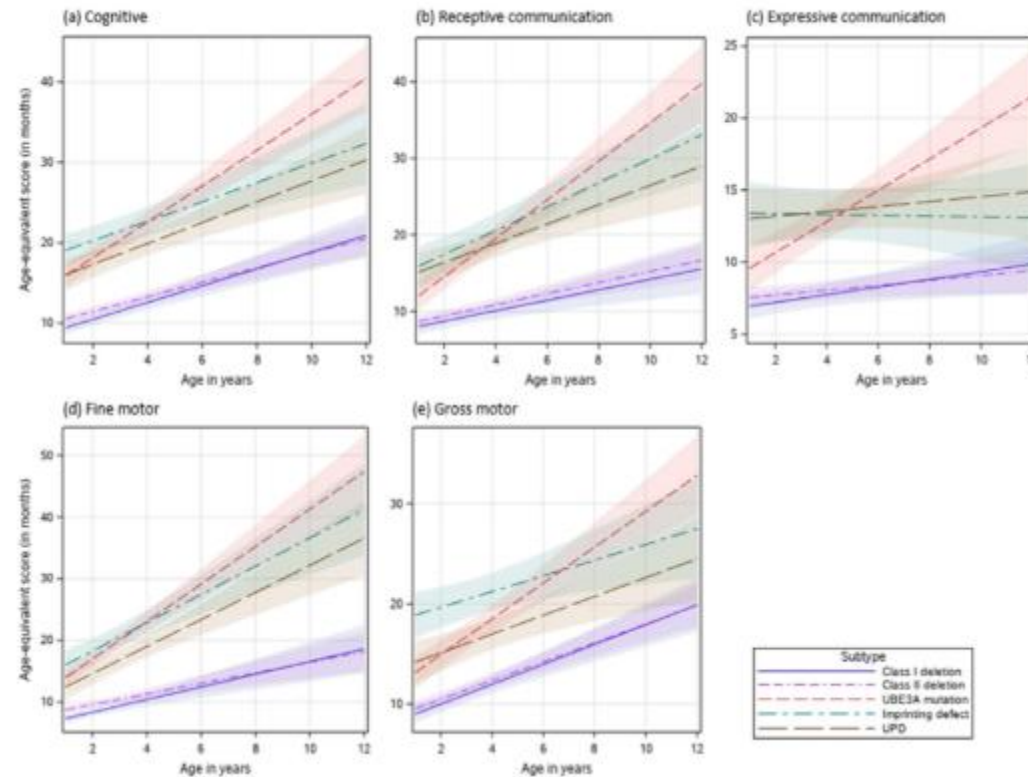 (a) Cognitive
(b) Receptive communication
(c) Expressive communication
Age-equivalent score (in months)
40
30
20
10
2 4 6 8 10 12
Age in years
40
30
20
10
2 4 6 8 10 12
Age in years
25
20
15
10
5
2 4 6 8 10
Age in years
(d) Fine motor
(e) Gross motor
Age-equivalent score (in months)
50
40
30
20
10
2 4 6 8 10 12
Age in years
30
20
10
2 4 6 8 10 12
Age in years
Subtype
Class I deletion
Class II deletion
UBE3A mutation
Imprinting defect
UPD